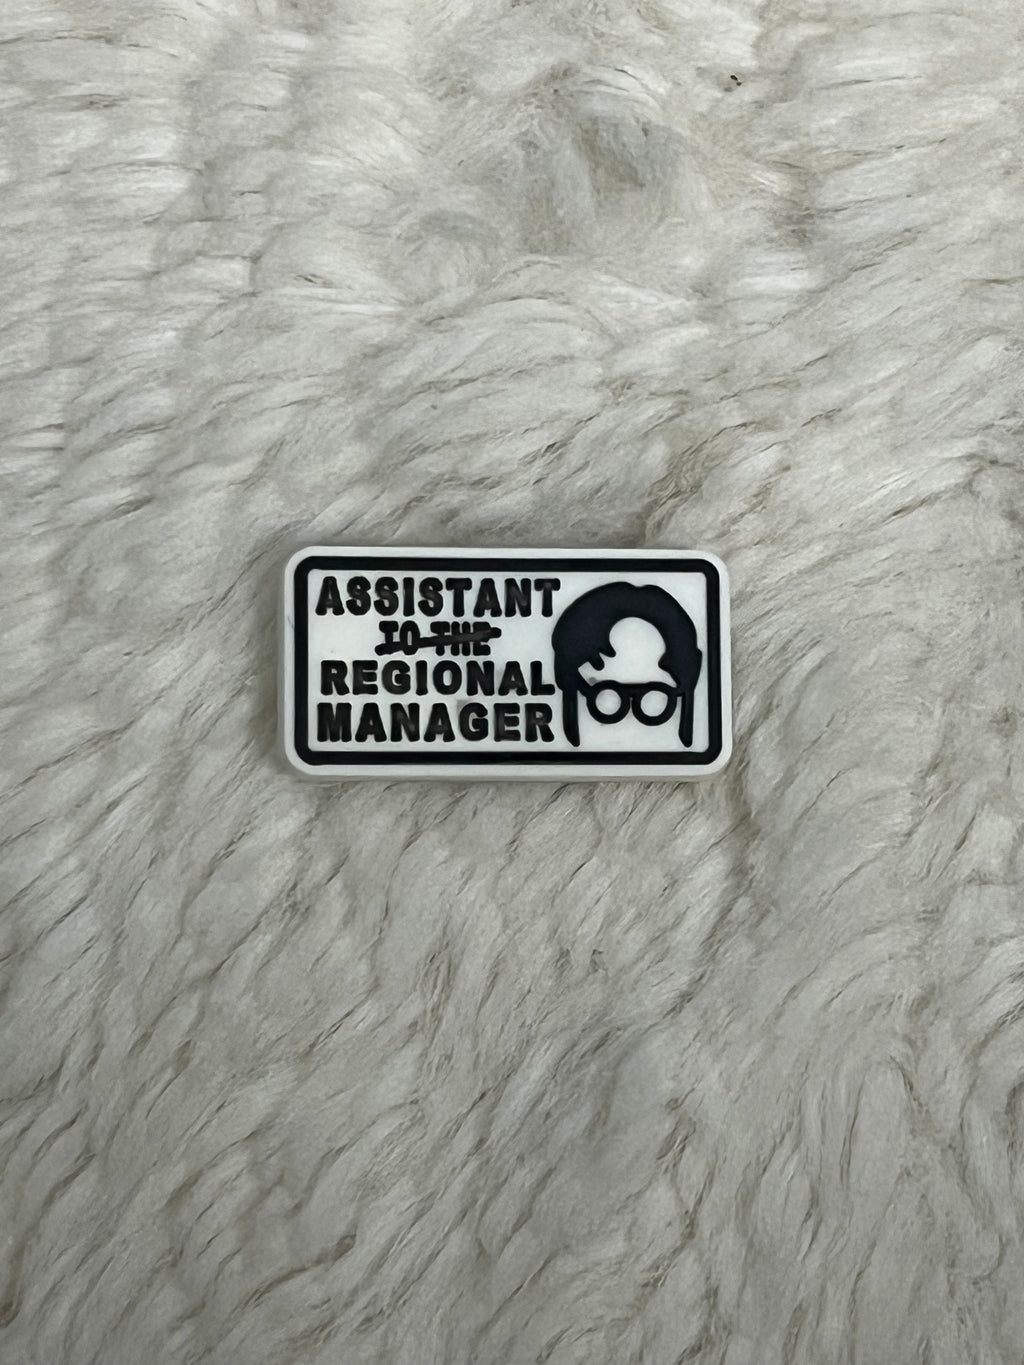 ASSISTANT
TO THE
REGIONAL
MANAGER